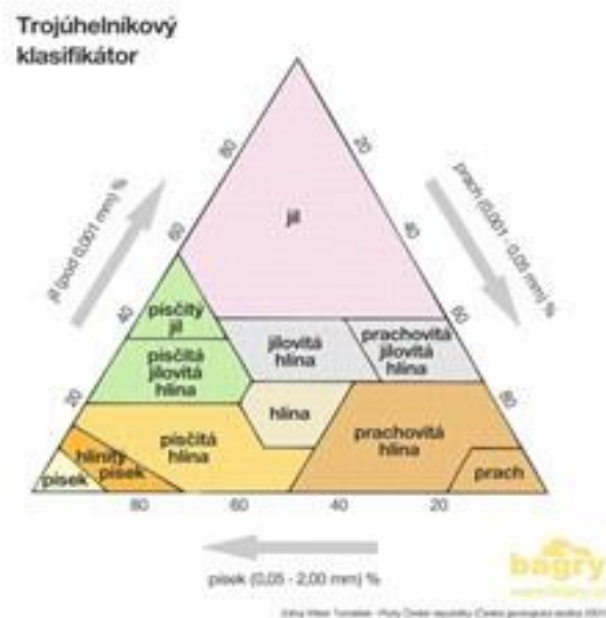 Trojúhelníkový
klasifikátor
80
20
jíl (pod 0,001 mm) %
prach (0,001 - 0,05 mm) %
jíl
60
40
písčitý
jíl
40
60
jílovitá
hlína
prachovitá
jílovitá
hlína
písčitá
jílovitá
hlína
20
80
hlína
písčitá
hlína
prachovitá
hlína
hlinitý
písek
písek
prach
80
60
40
20
písek (0,05 - 2,00 mm) %
bagry